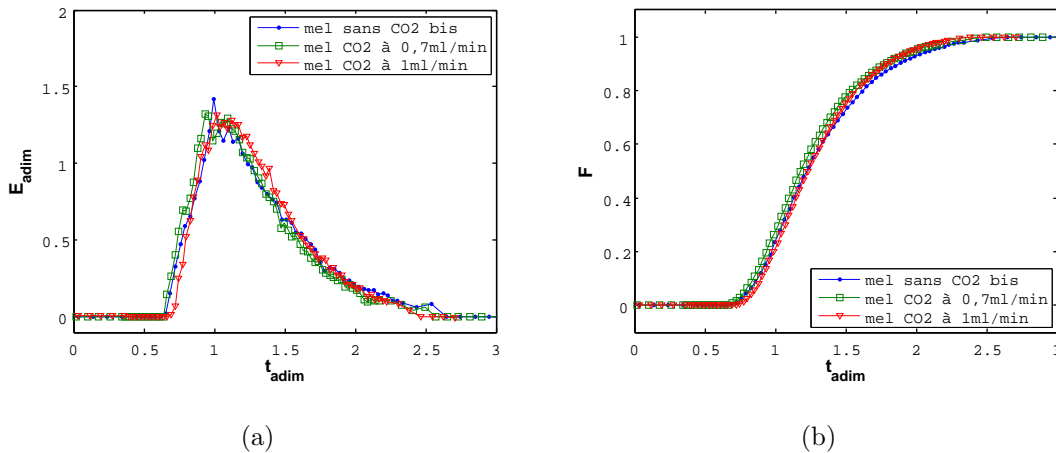 2
1.5
1
0.5
0
E_adim
0 0.5 1 1.5 2 2.5 3
t_adim
mel sans CO2 bis
mel CO2 à 0,7ml/min
mel CO2 à 1ml/min
(a)
1
0.8
0.6
0.4
0.2
0
F
0 0.5 1 1.5 2 2.5 3
t_adim
mel sans CO2 bis
mel CO2 à 0,7ml/min
mel CO2 à 1ml/min
(b)